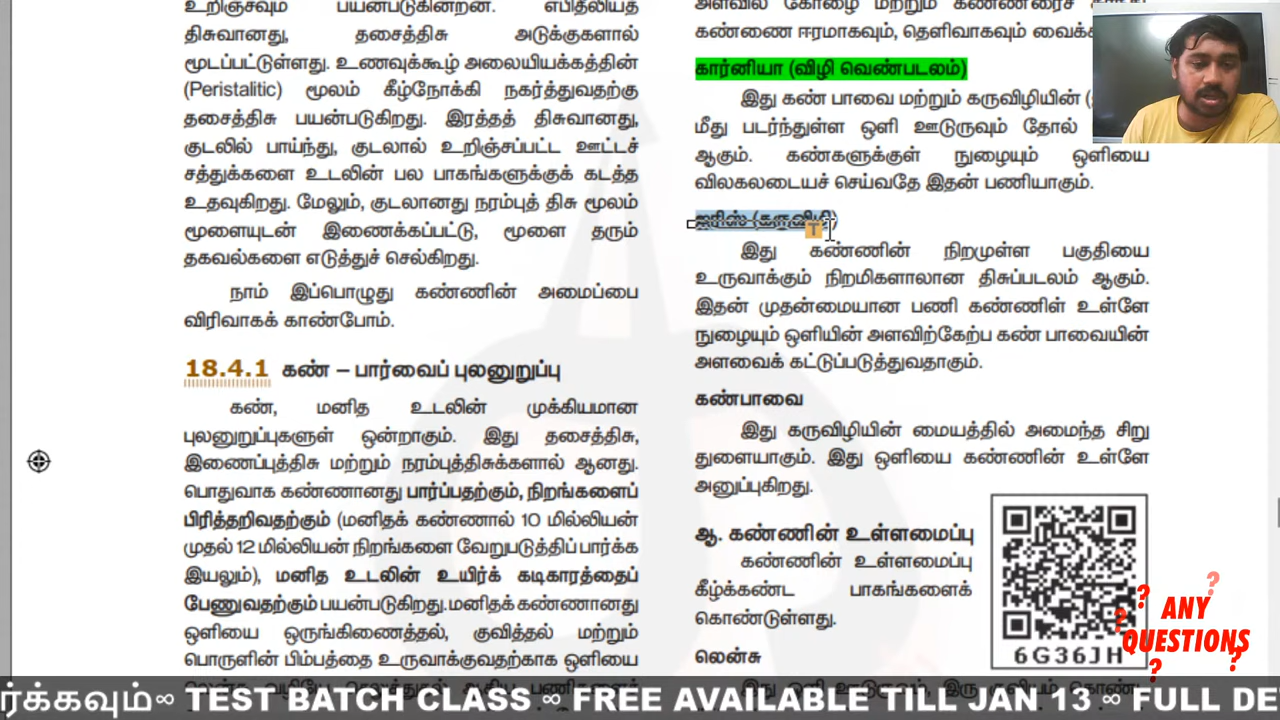 உறிஞ்சவும் பயன்படுகின்றன. எபிதீலியத்
திசுவானது, தசைத்திசு அடுக்குகளால்
மூடப்பட்டுள்ளது. உணவுக்கூழ் அலையியக்கத்தின்
(Peristalitic) மூலம் கீழ்நோக்கி நகர்த்துவதற்கு
தசைத்திசு பயன்படுகிறது. இரத்தத் திசுவானது,
குடலில் பாய்ந்து, குடலால் உறிஞ்சப்பட்ட ஊட்டச்
சத்துக்களை உடலின் பல பாகங்களுக்குக் கடத்த
உதவுகிறது. மேலும், குடலானது நரம்புத் திசு மூலம்
மூளையுடன் இணைக்கப்பட்டு, மூளை தரும்
தகவல்களை எடுத்துச் செல்கிறது.
நாம் இப்பொழுது கண்ணின் அமைப்பை
விரிவாகக் காண்போம்.
18.4.1 கண் – பார்வைப் புலனுறுப்பு
கண், மனித உடலின் முக்கியமான
புலனுறுப்புகளுள் ஒன்றாகும். இது தசைத்திசு,
இணைப்புத்திசு மற்றும் நரம்புத்திசுக்களால் ஆனது.
பொதுவாக கண்ணானது பார்ப்பதற்கும், நிறங்களைப்
பிரித்தறிவதற்கும் (மனிதக் கண்ணால் 10 மில்லியன்
முதல் 12 மில்லியன் நிறங்களை வேறுபடுத்திப் பார்க்க
இயலும்), மனித உடலின் உயிர்க் கடிகாரத்தைப்
பேணுவதற்கும் பயன்படுகிறது. மனிதக் கண்ணானது
ஒளியை ஒருங்கிணைத்தல், குவித்தல் மற்றும்
பொருளின் பிம்பத்தை உருவாக்குவதற்காக ஒளியை
அளவில் கோழை மற்றும் கண்ணீரைச்
கண்ணை ஈரமாகவும், தெளிவாகவும்
கார்னியா (விழி வெண்படலம்)
இது கண் பாவை மற்றும் கருவிழியின்
மீது படர்ந்துள்ள ஒளி ஊடுருவும் தோல்
ஆகும். கண்களுக்குள் நுழையும் ஒளியை
விலகலடையச் செய்வதே இதன் பணியாகும்.
ஐரிஸ் (கருவிழி)
இது கண்ணின் நிறமுள்ள பகுதியை
உருவாக்கும் நிறமிகளாலான திசுப்படலம் ஆகும்.
இதன் முதன்மையான பணி கண்ணிள் உள்ளே
நுழையும் ஒளியின் அளவிற்கேற்ப கண் பாவையின்
அளவைக் கட்டுப்படுத்துவதாகும்.
கண்பாவை
இது கருவிழியின் மையத்தில் அமைந்த சிறு
துளையாகும். இது ஒளியை கண்ணின் உள்ளே
அனுப்புகிறது.
ஆ. கண்ணின் உள்ளமைப்பு
கண்ணின் உள்ளமைப்பு
கீழ்க்கண்ட பாகங்களைக்
கொண்டுள்ளது.
6G36JH
லென்சு
இது ஒளி ஊடுருவும், இரு குவியம்
ANY
QUESTIONS
ர்க்கவும் ∞ TEST BATCH CLASS ∞ FREE AVAILABLE TILL JAN 13 ∞ FULL DE